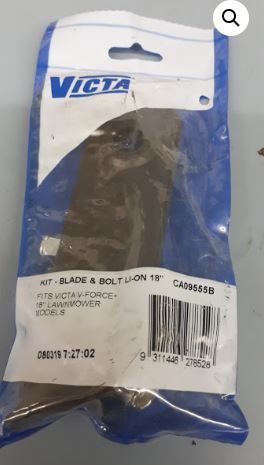 VICTA
KIT - BLADE & BOLT LI-ON 18" CA09555B
FITS VICTA V-FORCE+
18" LAWNMOWER
MODELS
080319 7:27:02
9 311446 278528